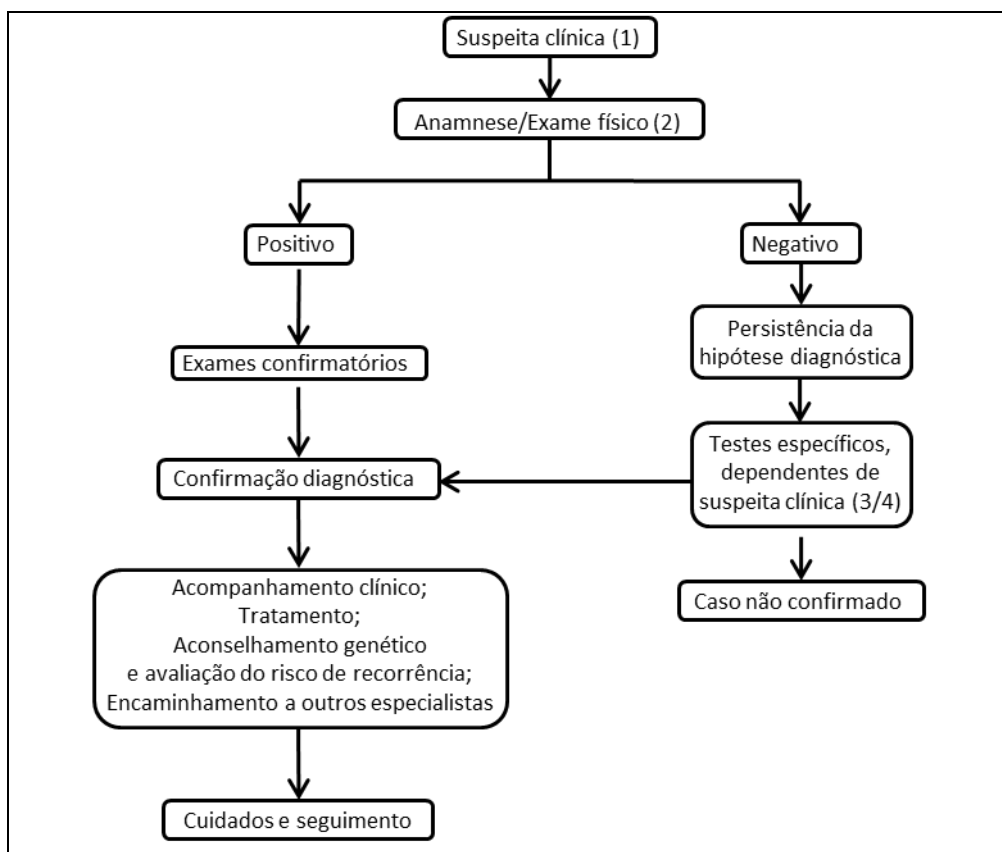 Suspeita clínica (1)
Anamnese/Exame físico (2)
Positivo
Negativo
Persistência da
hipótese diagnóstica
Exames confirmatórios
Testes específicos,
dependentes de
suspeita clínica (3/4)
Confirmação diagnóstica
Acompanhamento clínico;
Tratamento;
Aconselhamento genético
e avaliação do risco de recorrência;
Encaminhamento a outros especialistas
Caso não confirmado
Cuidados e seguimento